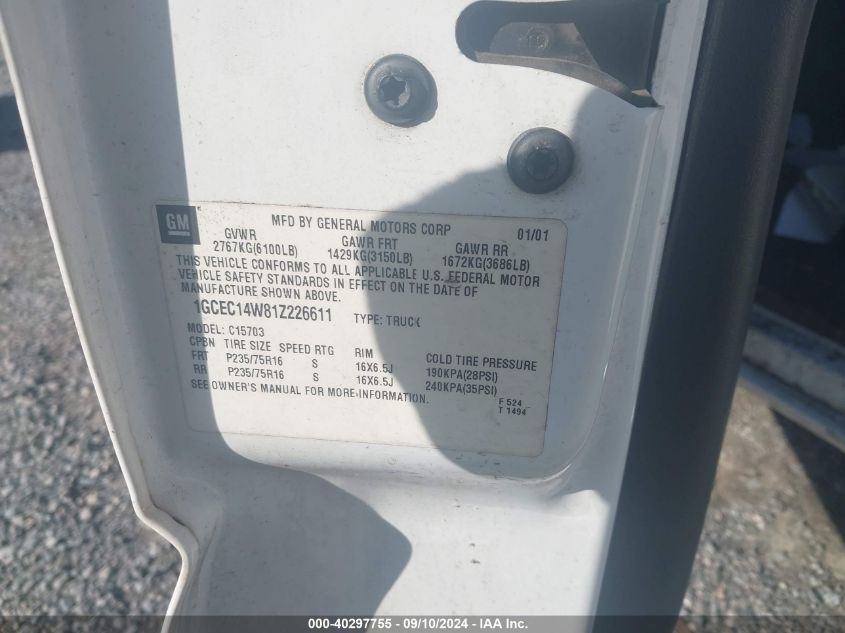 GM
MFD BY GENERAL MOTORS CORP 01/01
GVWR GAWR FRT GAWR RR
2767KG(6100LB) 1429KG(3150LB) 1672KG(3686LB)
THIS VEHICLE CONFORMS TO ALL APPLICABLE U.S. FEDERAL MOTOR
VEHICLE SAFETY STANDARDS IN EFFECT ON THE DATE OF
MANUFACTURE SHOWN ABOVE.
1GCEC14W81Z226611 TYPE: TRUCK
MODEL: C15703
CPBN TIRE SIZE SPEED RTG RIM COLD TIRE PRESSURE
FRT P235/75R16 S 16X6.5J 190KPA(28PSI)
RR P235/75R16 S 16X6.5J 240KPA(35PSI)
SEE OWNER'S MANUAL FOR MORE INFORMATION.
F 524
T 1494
000-40297755 - 09/10/2024 - IAA Inc.